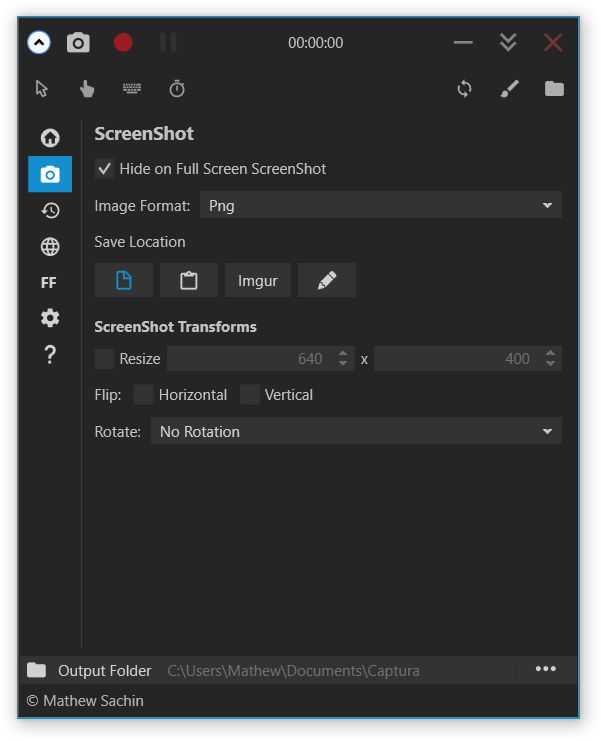 00:00:00
ScreenShot
Hide on Full Screen ScreenShot
Image Format: Png
Save Location
Imgur
FF
ScreenShot Transforms
Resize 640 x 400
Flip: Horizontal Vertical
?
Rotate: No Rotation
Output Folder C:\Users\Mathew\Documents\Captura
© Mathew Sachin